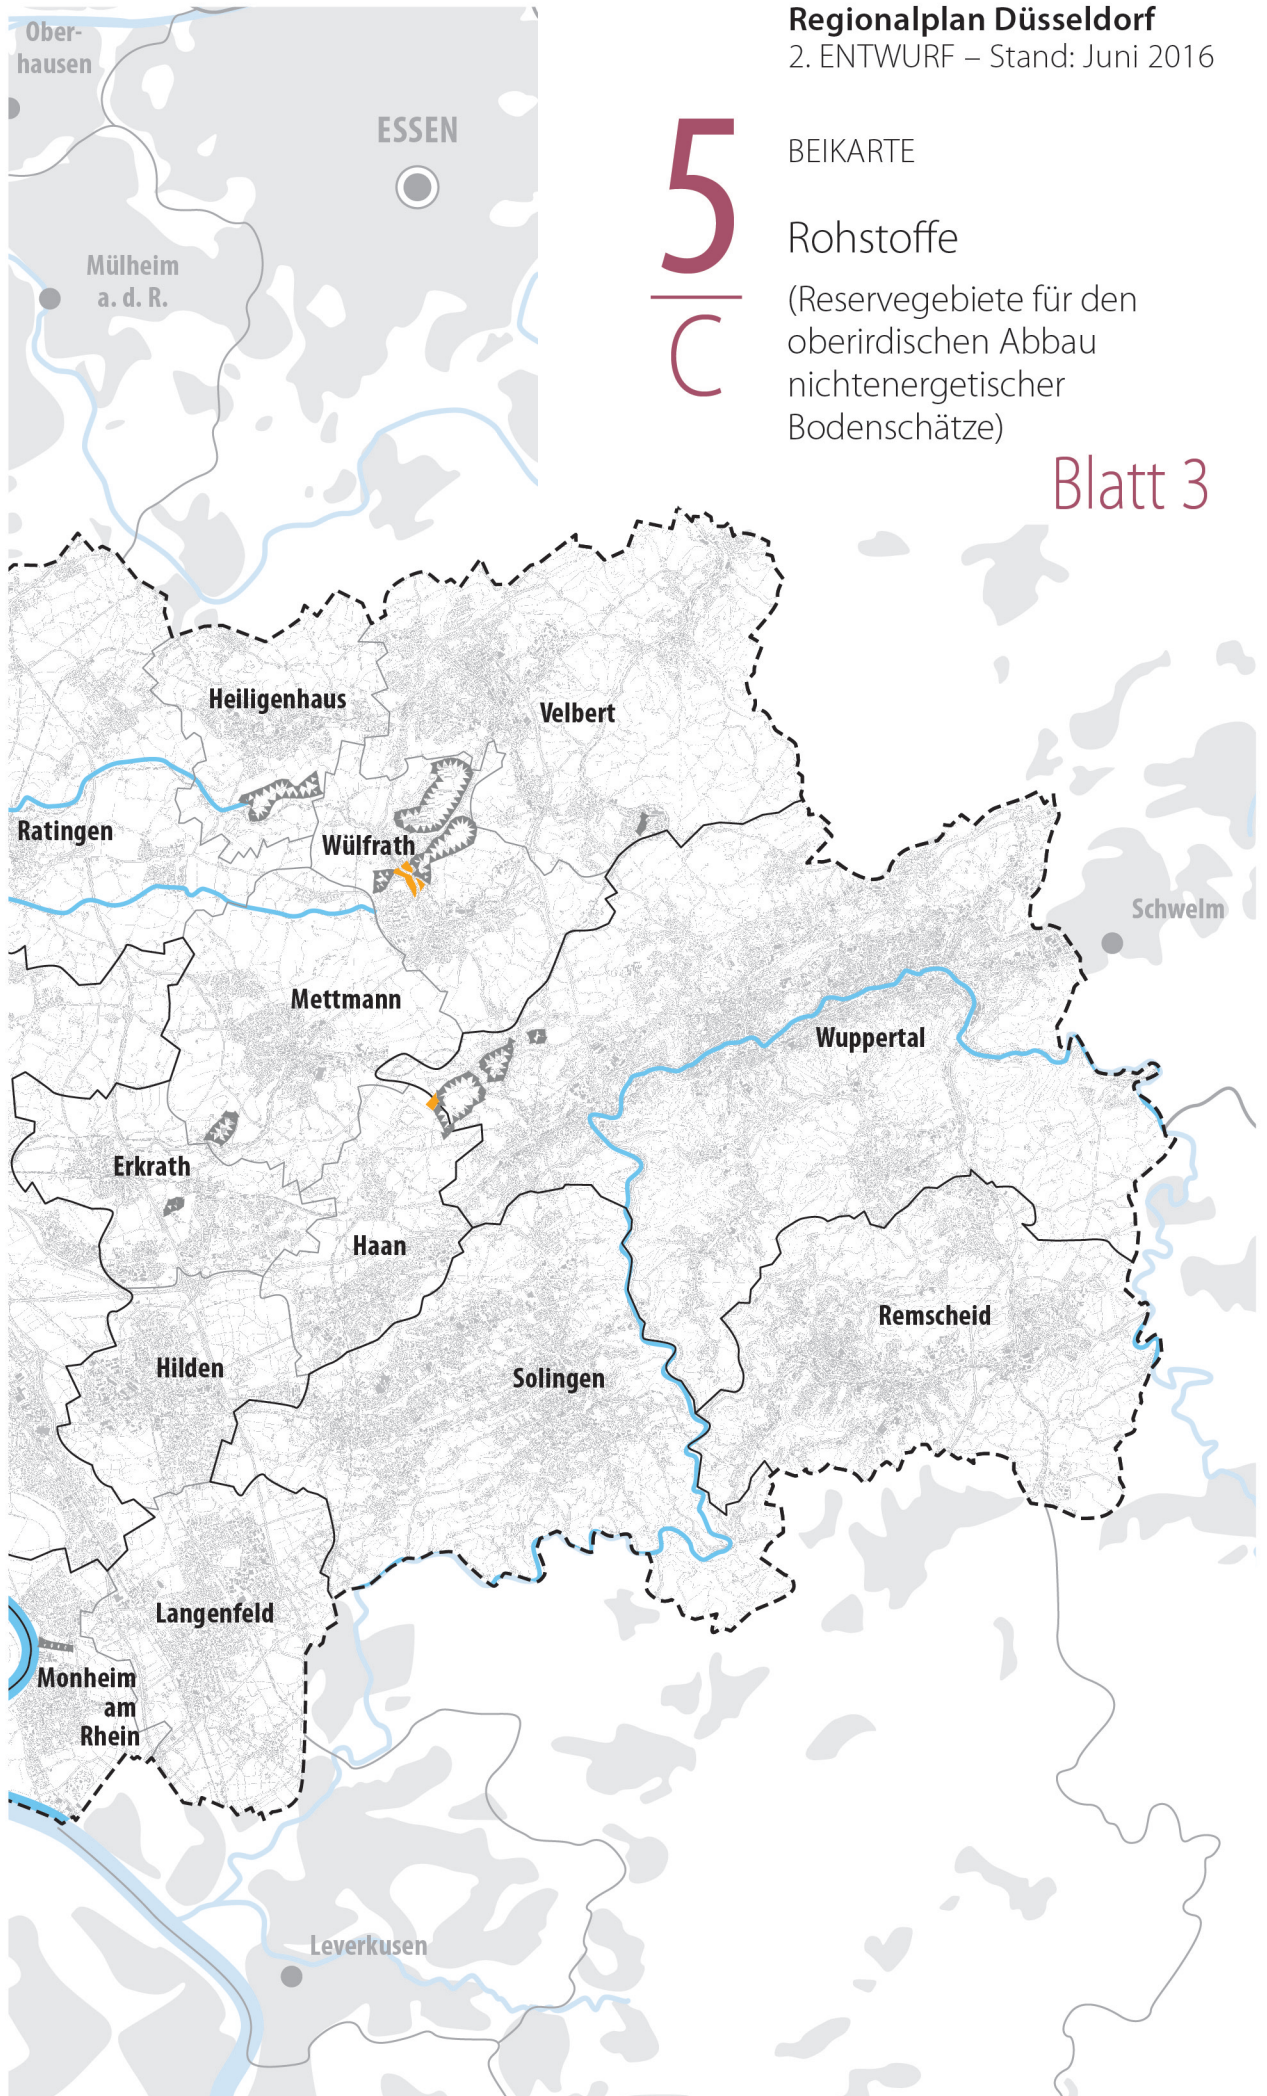 Regionalplan Düsseldorf
2. ENTWURF – Stand: Juni 2016
5
C
BEIKARTE
Rohstoffe
(Reservegebiete für den
oberirdischen Abbau
nichtenergetischer
Bodenschätze)
Blatt 3
Ober-
hausen
ESSEN
Mülheim
a. d. R.
Heiligenhaus
Velbert
Ratingen
Wülfrath
Schwelm
Mettmann
Wuppertal
Erkrath
Haan
Remscheid
Hilden
Solingen
Langenfeld
Monheim
am
Rhein
Leverkusen